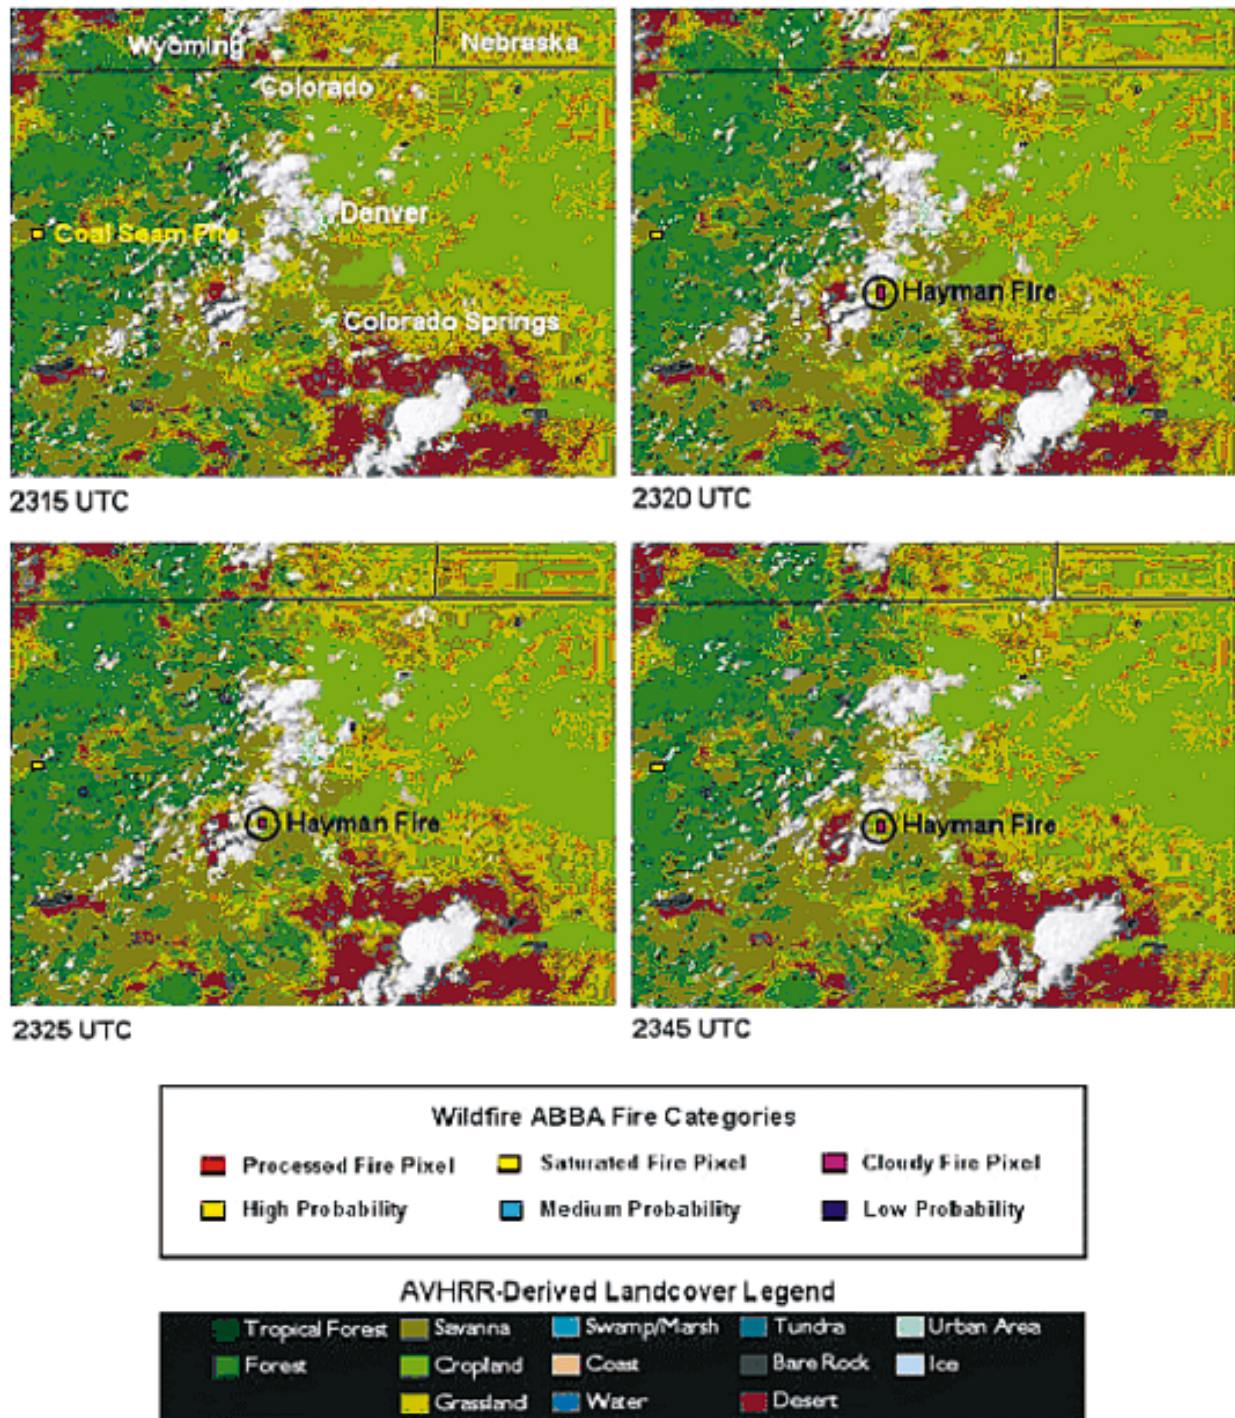 Wyoming Nebraska
Colorado
Denver
Coal Seam Fire
Colorado Springs
2315 UTC
Hayman Fire
2320 UTC
Hayman Fire
2325 UTC
Hayman Fire
2345 UTC
Wildfire ABBA Fire Categories
Processed Fire Pixel Saturated Fire Pixel Cloudy Fire Pixel
High Probability Medium Probability Low Probability
AVHRR-Derived Landcover Legend
Tropical Forest Savanna Swamp/Marsh Tundra Urban Area
Forest Cropland Coast Bare Rock Ice
Grassland Water Desert